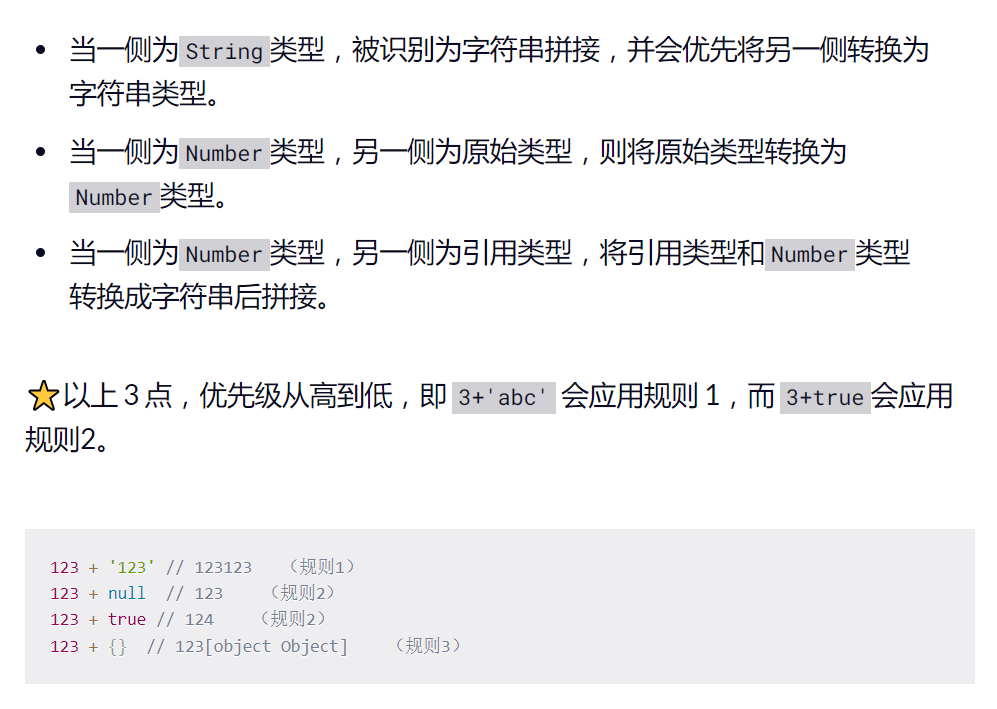 当一侧为String类型，被识别为字符串拼接，并会优先将另一侧转换为
字符串类型。
当一侧为Number类型，另一侧为原始类型，则将原始类型转换为
Number类型。
当一侧为Number类型，另一侧为引用类型，将引用类型和Number类型
转换成字符串后拼接。
⭐以上 3 点，优先级从高到低，即 3+'abc' 会应用规则 1，而 3+true会应用
规则2。
123 + '123' // 123123   （规则1）
123 + null  // 123    （规则2）
123 + true // 124    （规则2）
123 + {}  // 123[object Object]    （规则3）